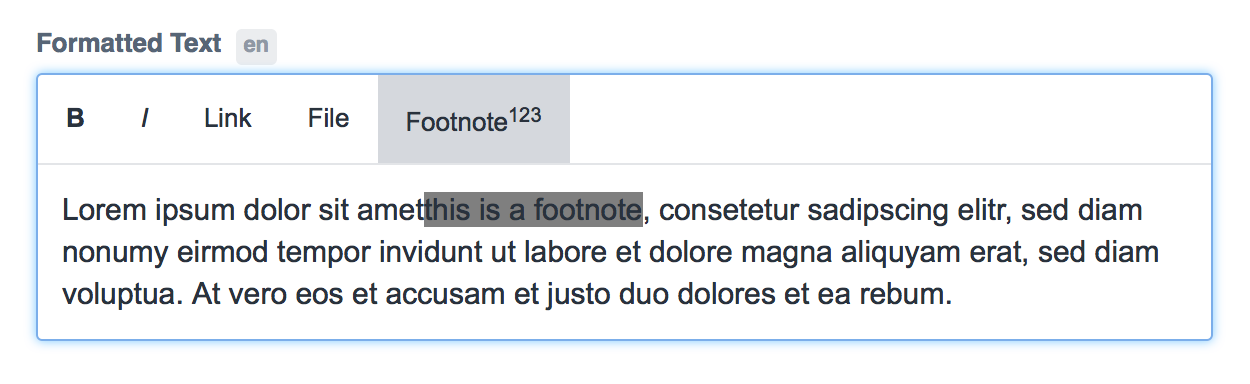 Formatted Text en
B I Link File Footnote123
Lorem ipsum dolor sit ametthis is a footnote, consetetur sadipscing elitr, sed diam
nonumy eirmod tempor invidunt ut labore et dolore magna aliquyam erat, sed diam
voluptua. At vero eos et accusam et justo duo dolores et ea rebum.